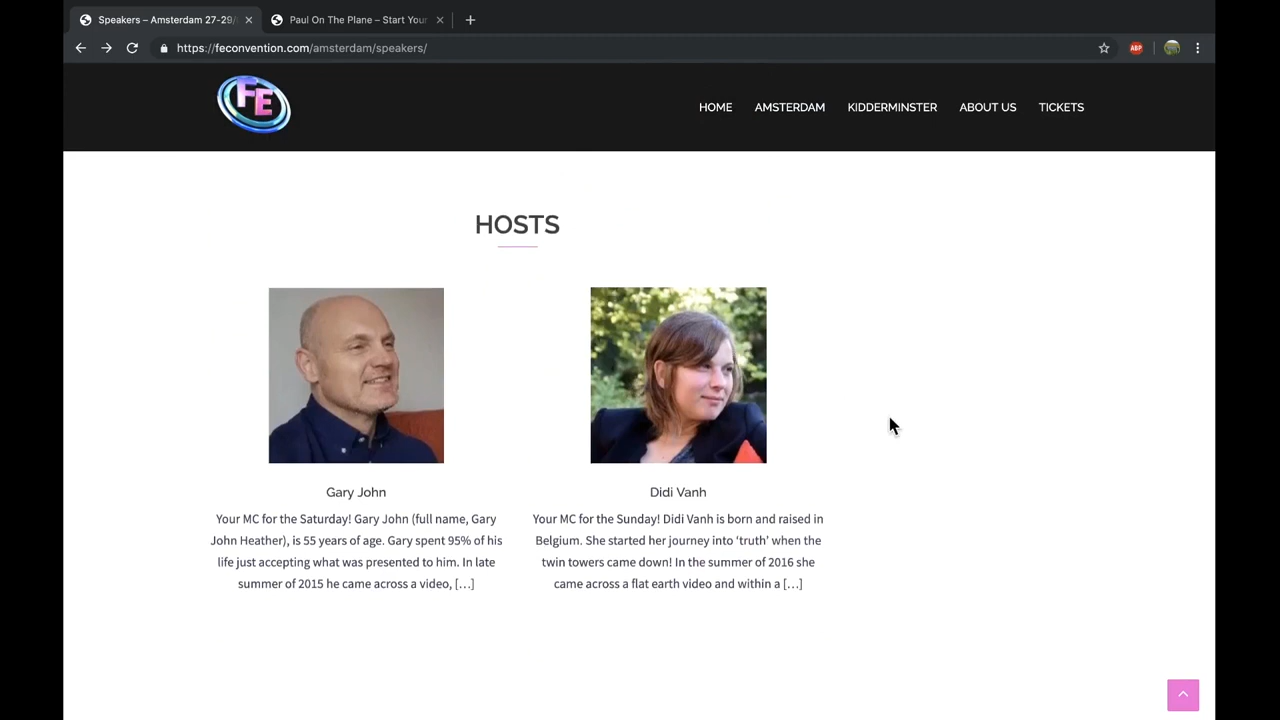 Speakers – Amsterdam 27-29/
Paul On The Plane – Start Your
https://feconvention.com/amsterdam/speakers/
ABP
FE
HOME AMSTERDAM KIDDERMINSTER ABOUT US TICKETS
HOSTS
Gary John
Your MC for the Saturday! Gary John (full name, Gary
John Heather), is 55 years of age. Gary spent 95% of his
life just accepting what was presented to him. In late
summer of 2015 he came across a video, […]
Didi Vanh
Your MC for the Sunday! Didi Vanh is born and raised in
Belgium. She started her journey into ‘truth’ when the
twin towers came down! In the summer of 2016 she
came across a flat earth video and within a […]